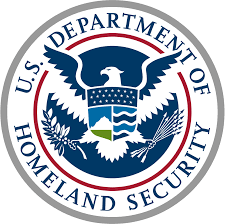 U.S. DEPARTMENT OF
HOMELAND SECURITY